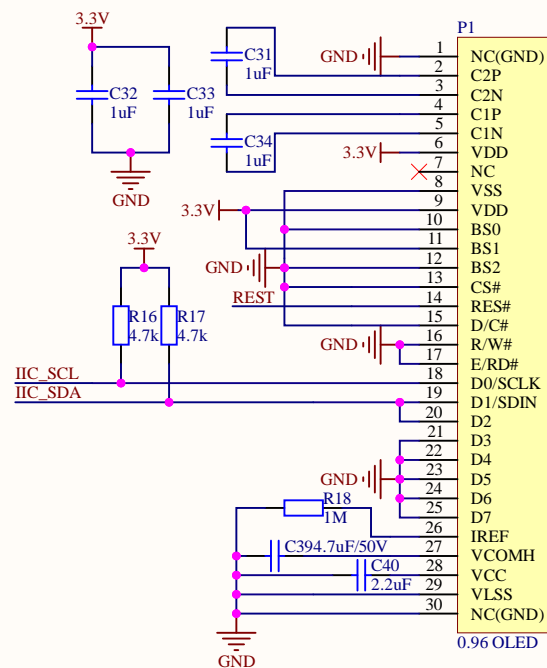 3.3V
C32
1uF
C33
1uF
GND
C31
1uF
C34
1uF
P1
GND
1 NC(GND)
2 C2P
3 C2N
4 C1P
5 C1N
3.3V
6 VDD
7 NC
8 VSS
3.3V
9 VDD
10 BS0
11 BS1
GND
12 BS2
13 CS#
REST
14 RES#
15 D/C#
GND
16 R/W#
17 E/RD#
3.3V
R16
4.7k
R17
4.7k
IIC_SCL
18 D0/SCLK
IIC_SDA
19 D1/SDIN
20 D2
21 D3
22 D4
GND
23 D5
24 D6
25 D7
R18
1M
26 IREF
C394.7uF/50V
27 VCOMH
C40
2.2uF
28 VCC
29 VLSS
30 NC(GND)
GND
0.96 OLED